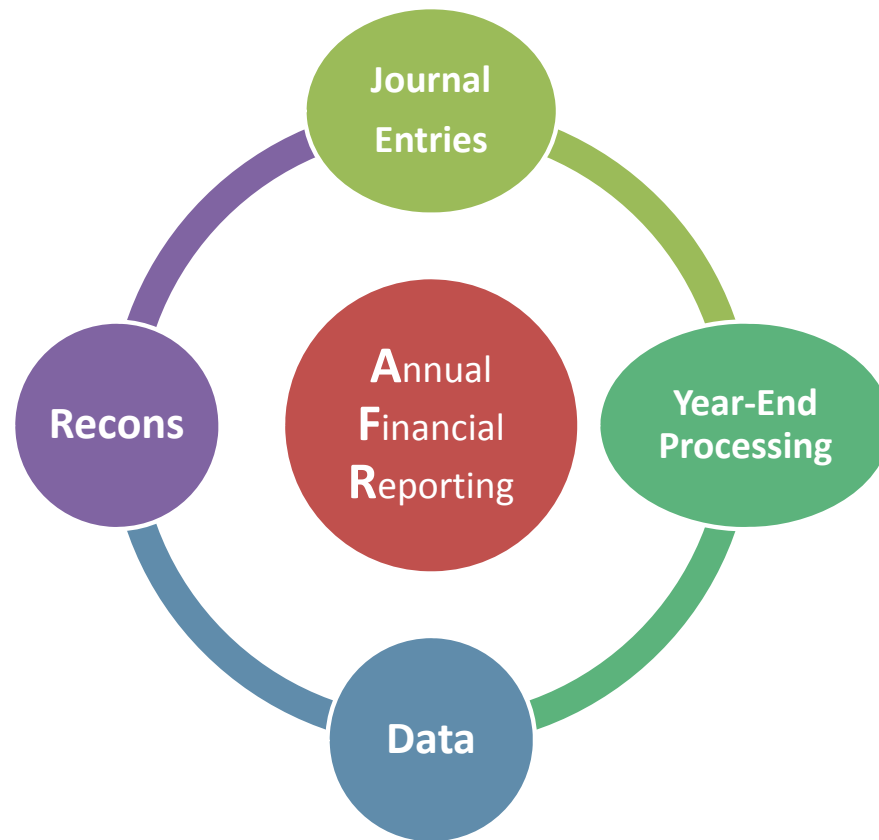 Journal
Entries
Recons
Annual
Financial
Reporting
Year-End
Processing
Data